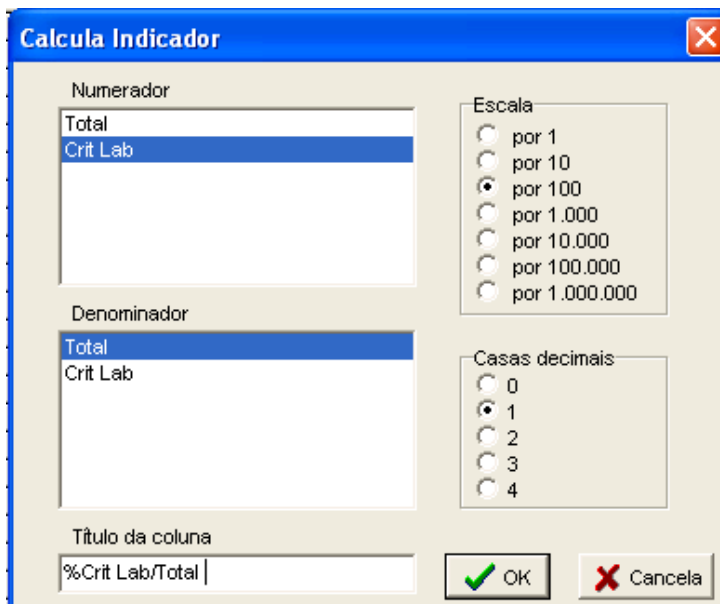 Calcula Indicador
Numerador
Total
Crit Lab
Denominador
Total
Crit Lab
Título da coluna
%Crit Lab/Total
Escala
por 1
por 10
por 100
por 1.000
por 10.000
por 100.000
por 1.000.000
Casas decimais
0
1
2
3
4
OK
Cancela